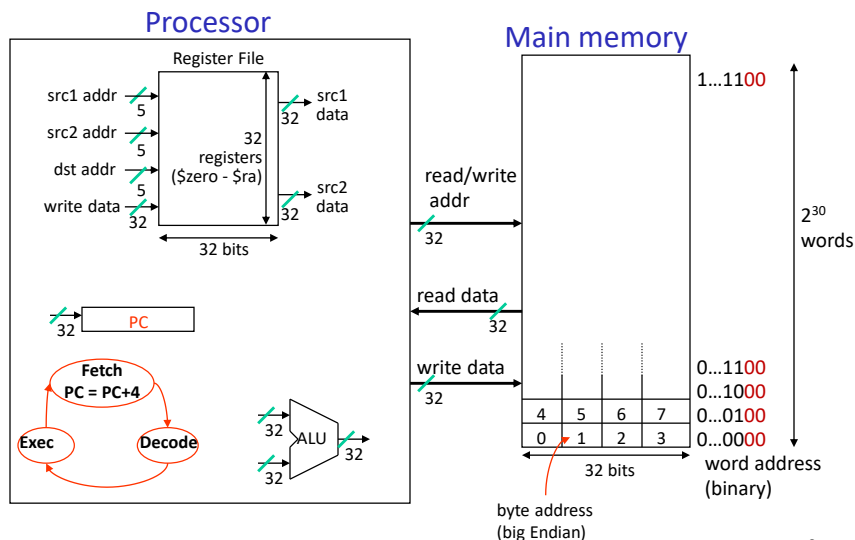 Processor
Main memory
Register File
src1 addr
5
src2 addr
5
dst addr
5
write data
32
32
registers
($zero - $ra)
32 bits
src1
data
32
src2
data
32
PC
32
Fetch
PC = PC+4
Exec
Decode
32
32
ALU
32
read/write
addr
32
read data
32
write data
32
1...1100
2³⁰
words
0...1100
0...1000
4 5 6 7 0...0100
0 1 2 3 0...0000
32 bits
word address
(binary)
byte address
(big Endian)